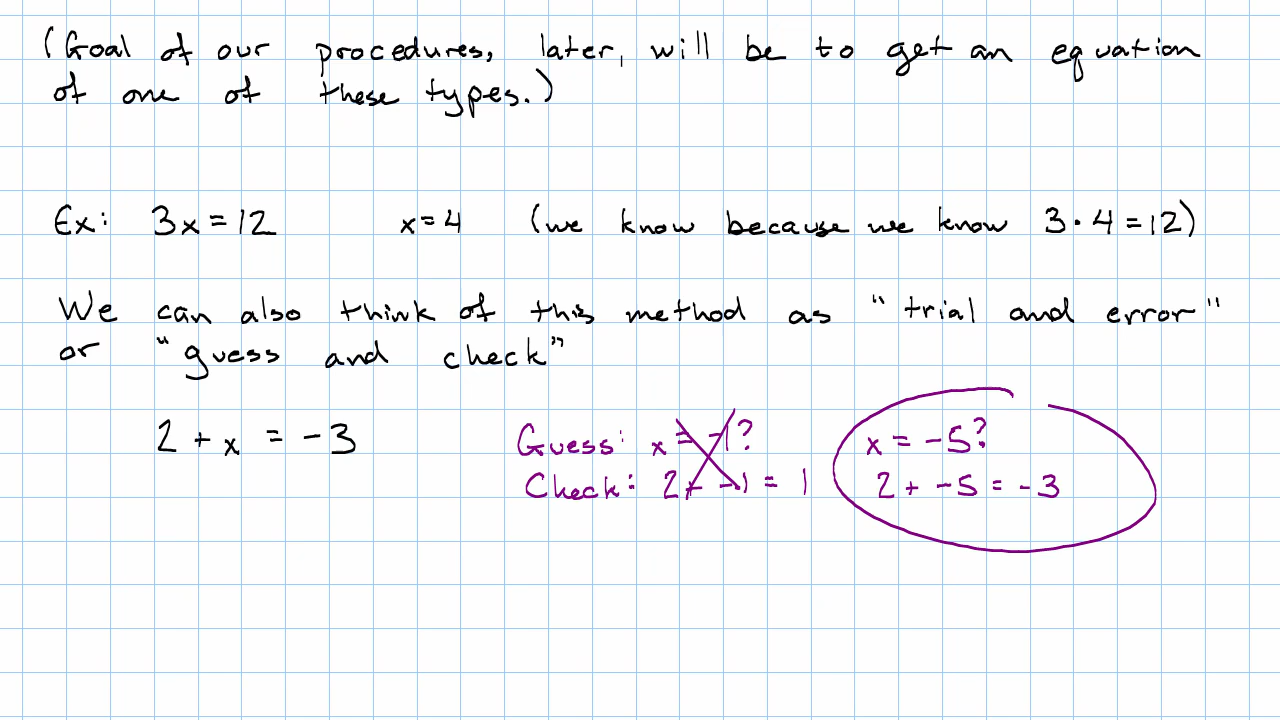 (Goal of our procedures, later, will be to get an equation
of one of these types.)
Ex: 3x = 12 x = 4 (we know because we know 3 · 4 = 12)
We can also think of this method as "trial and error"
or "guess and check"
2 + x = -3 Guess: x = -1? x = -5?
Check: 2 + -1 = 1 2 + -5 = -3